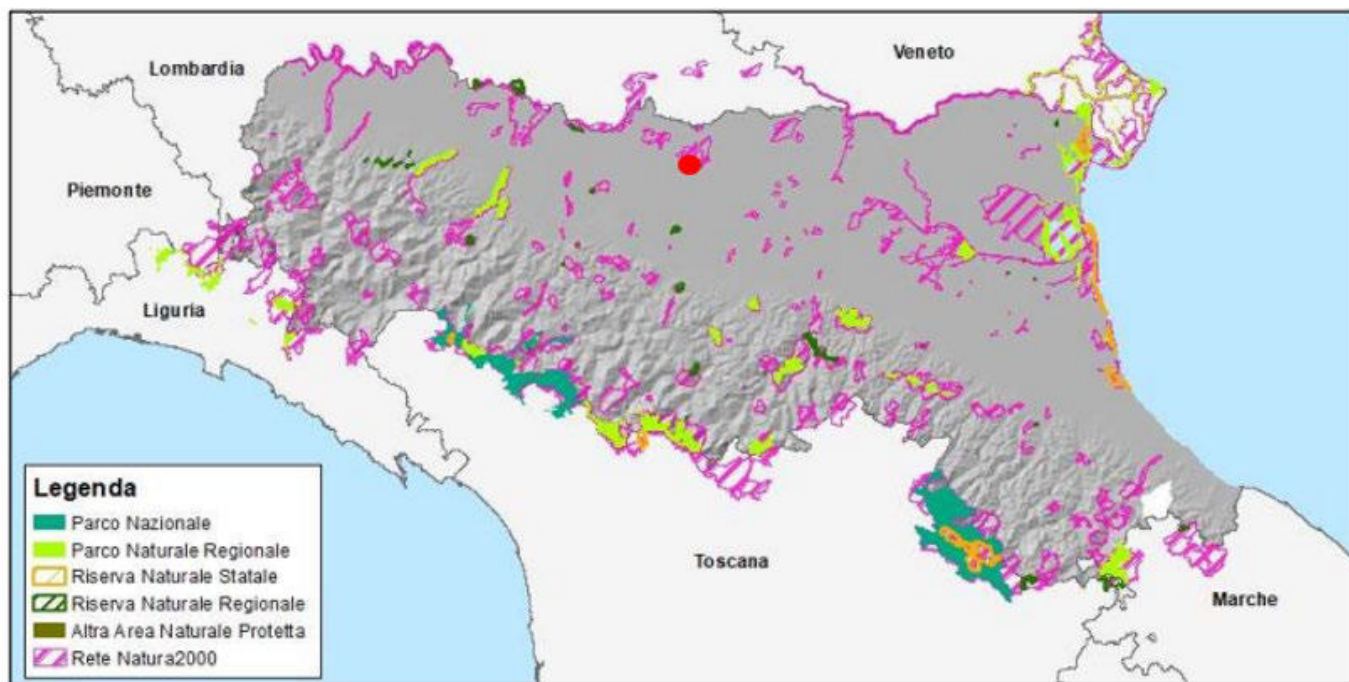 Veneto
Lombardia
Piemonte
Liguria
Toscana
Marche
Legenda
Parco Nazionale
Parco Naturale Regionale
Riserva Naturale Statale
Riserva Naturale Regionale
Altra Area Naturale Protetta
Rete Natura2000